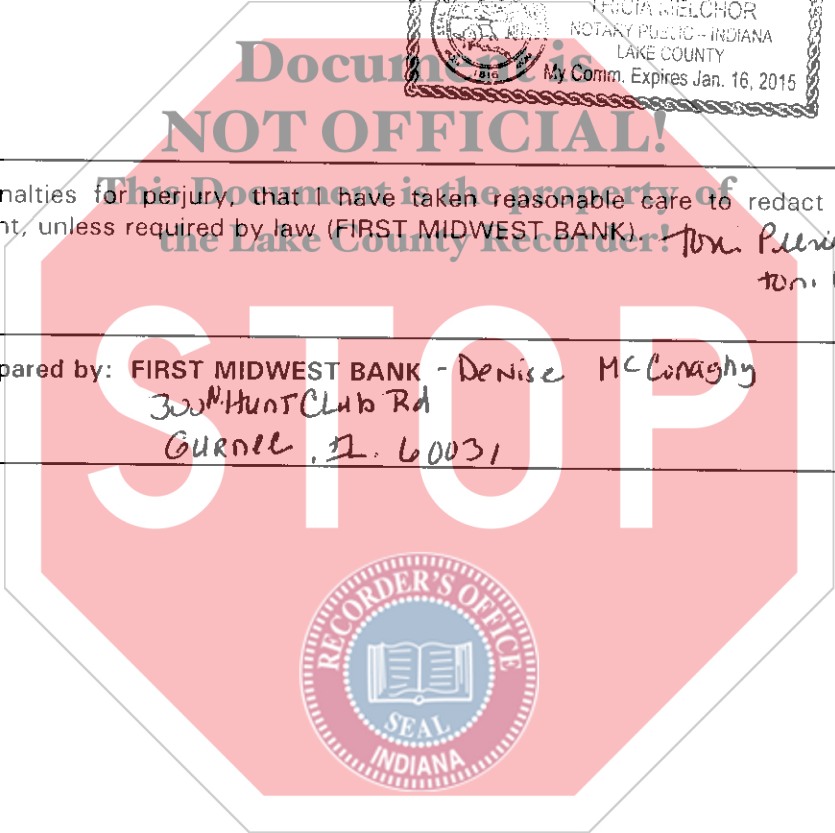 TRICIA MELCHOR
NOTARY PUBLIC - INDIANA
LAKE COUNTY
My Comm. Expires Jan. 16, 2015
1816
Document is
NOT OFFICIAL!
This Document is the property of
the Lake County Recorder!
nalties for perjury, that I have taken reasonable care to redact
nt, unless required by law (FIRST MIDWEST BANK).
toni
pared by: FIRST MIDWEST BANK - Denise McConaghy
300 N. Hunt Club Rd
Gurnee, IL. 60031
STOP
RECORDER'S OFFICE
SEAL
INDIANA